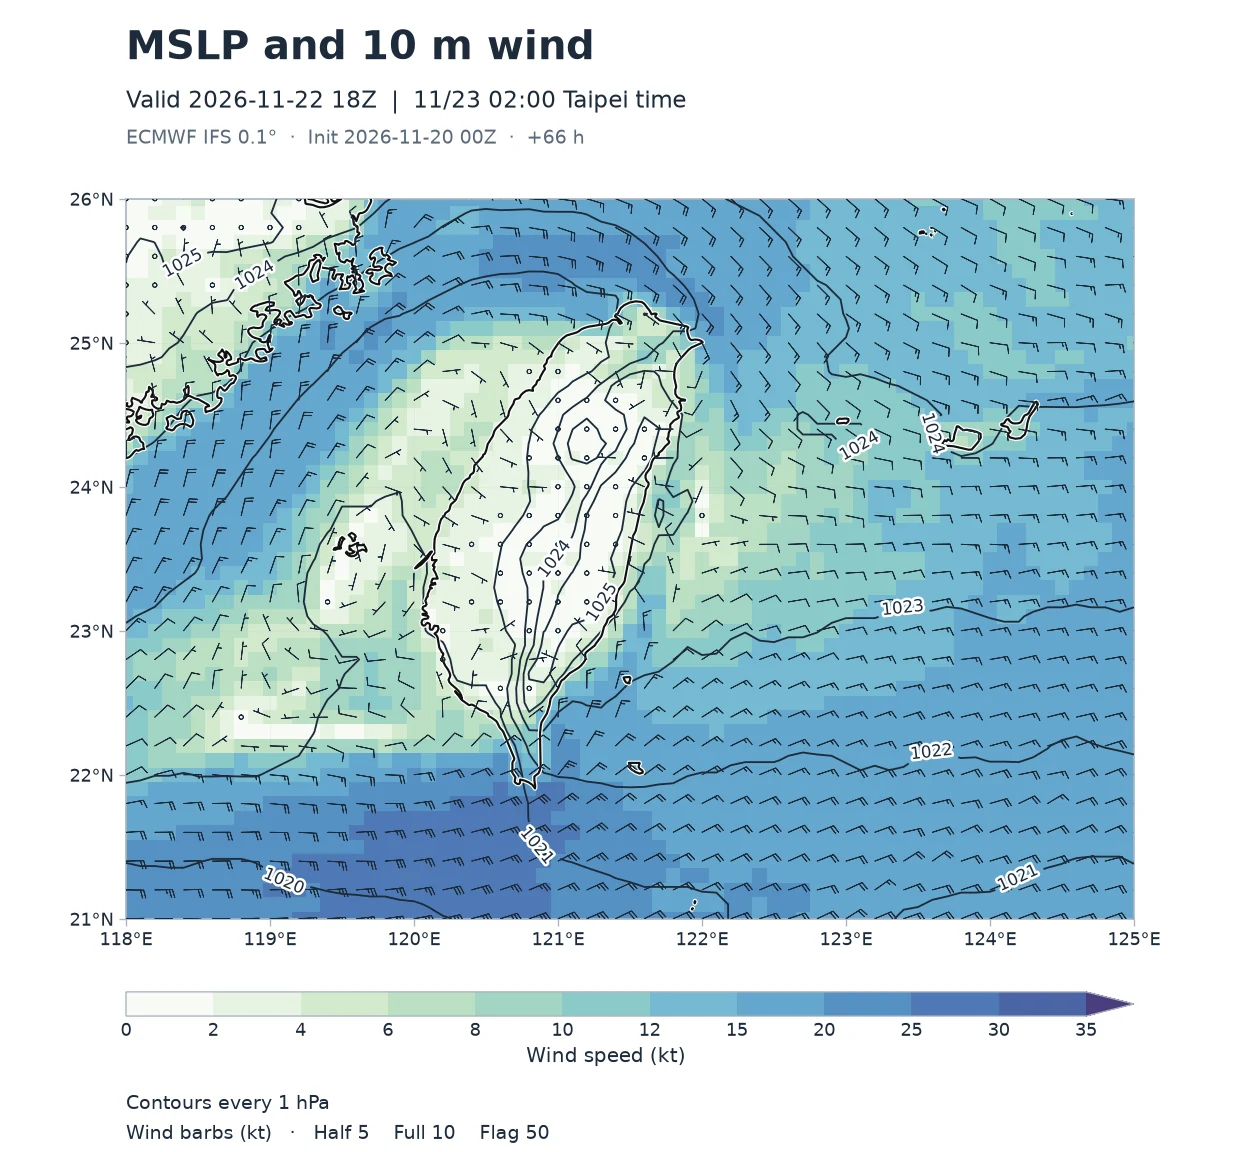 MSLP and 10 m wind
Valid 2026-11-22 18Z | 11/23 02:00 Taipei time
ECMWF IFS 0.1° · Init 2026-11-20 00Z · +66 h
26°N
25°N
24°N
23°N
22°N
21°N
1025
1024
1024
1024
1024
1025
1023
1022
1021
1020
1021
118°E 119°E 120°E 121°E 122°E 123°E 124°E 125°E
0 2 4 6 8 10 12 15 20 25 30 35
Wind speed (kt)
Contours every 1 hPa
Wind barbs (kt) · Half 5 Full 10 Flag 50